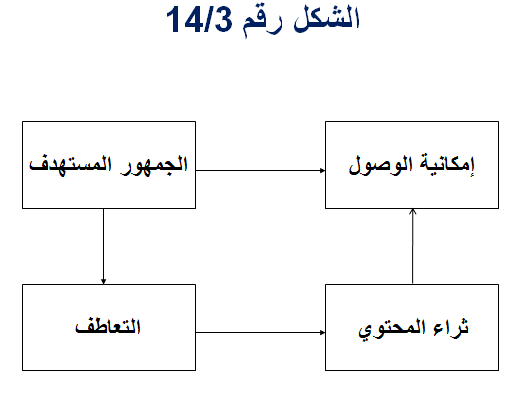 الشكل رقم 14/3
إمكانية الوصول
الجمهور المستهدف
ثراء المحتوي
التعاطف